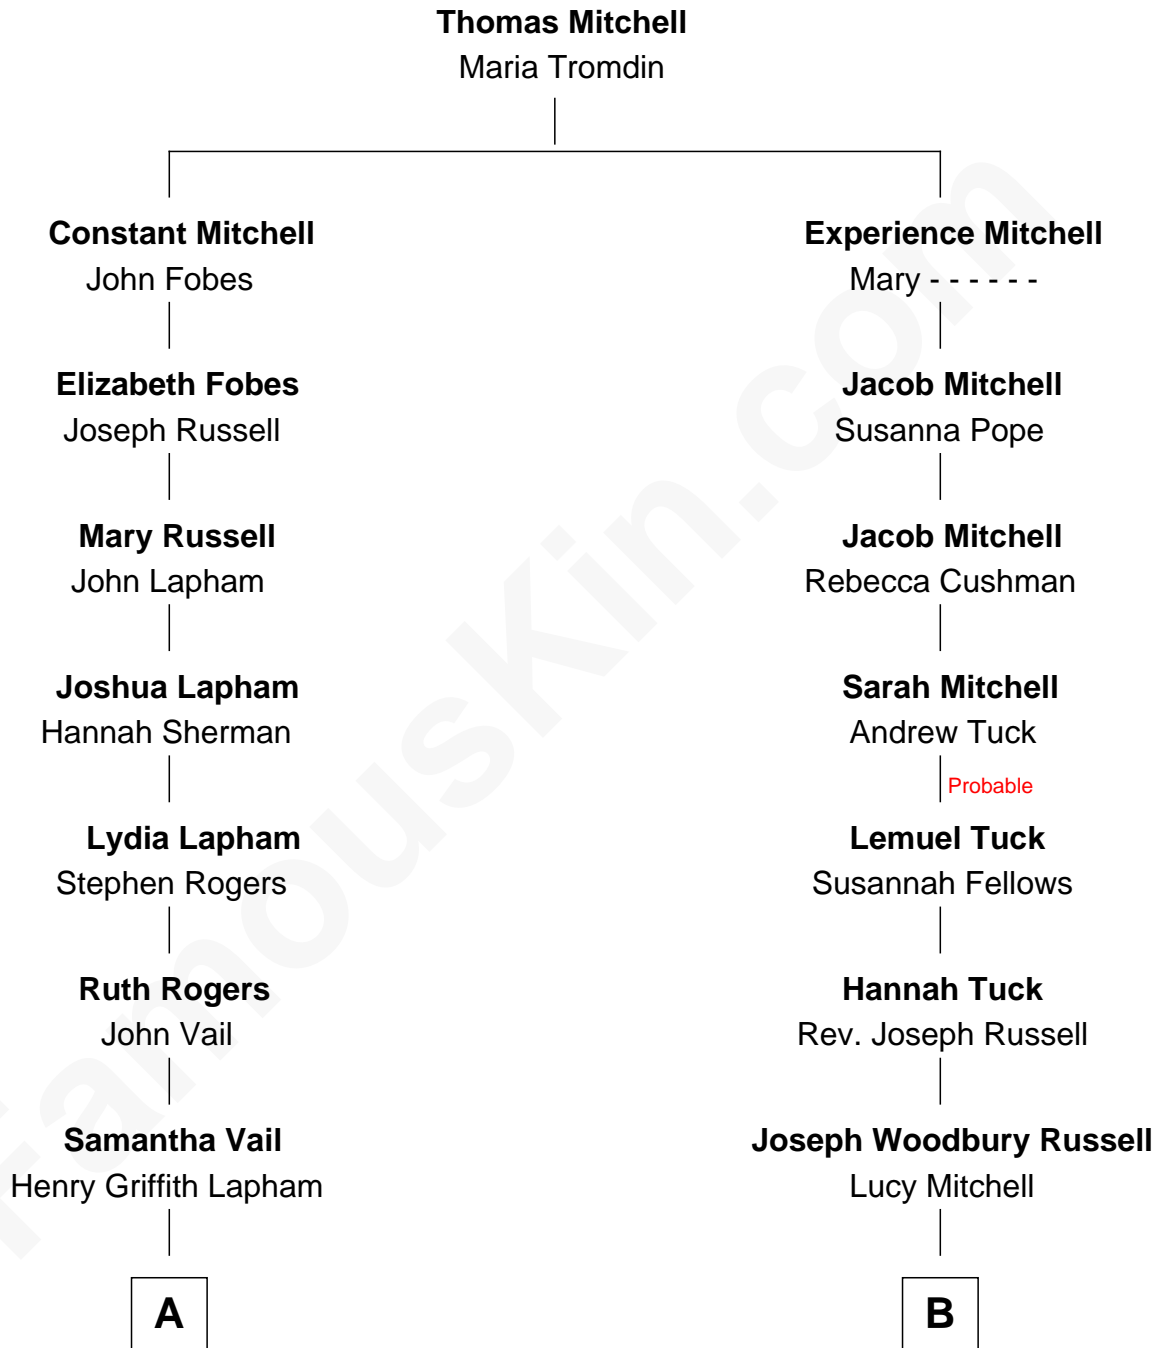 Thomas Mitchell
Maria Tromdin
Constant Mitchell
John Fobes
Elizabeth Fobes
Joseph Russell
Mary Russell
John Lapham
Joshua Lapham
Hannah Sherman
Lydia Lapham
Stephen Rogers
Ruth Rogers
John Vail
Samantha Vail
Henry Griffith Lapham
A
Experience Mitchell
Mary - - - - - -
Jacob Mitchell
Susanna Pope
Jacob Mitchell
Rebecca Cushman
Sarah Mitchell
Andrew Tuck
Probable
Lemuel Tuck
Susannah Fellows
Hannah Tuck
Rev. Joseph Russell
Joseph Woodbury Russell
Lucy Mitchell
B
FamousKin.com